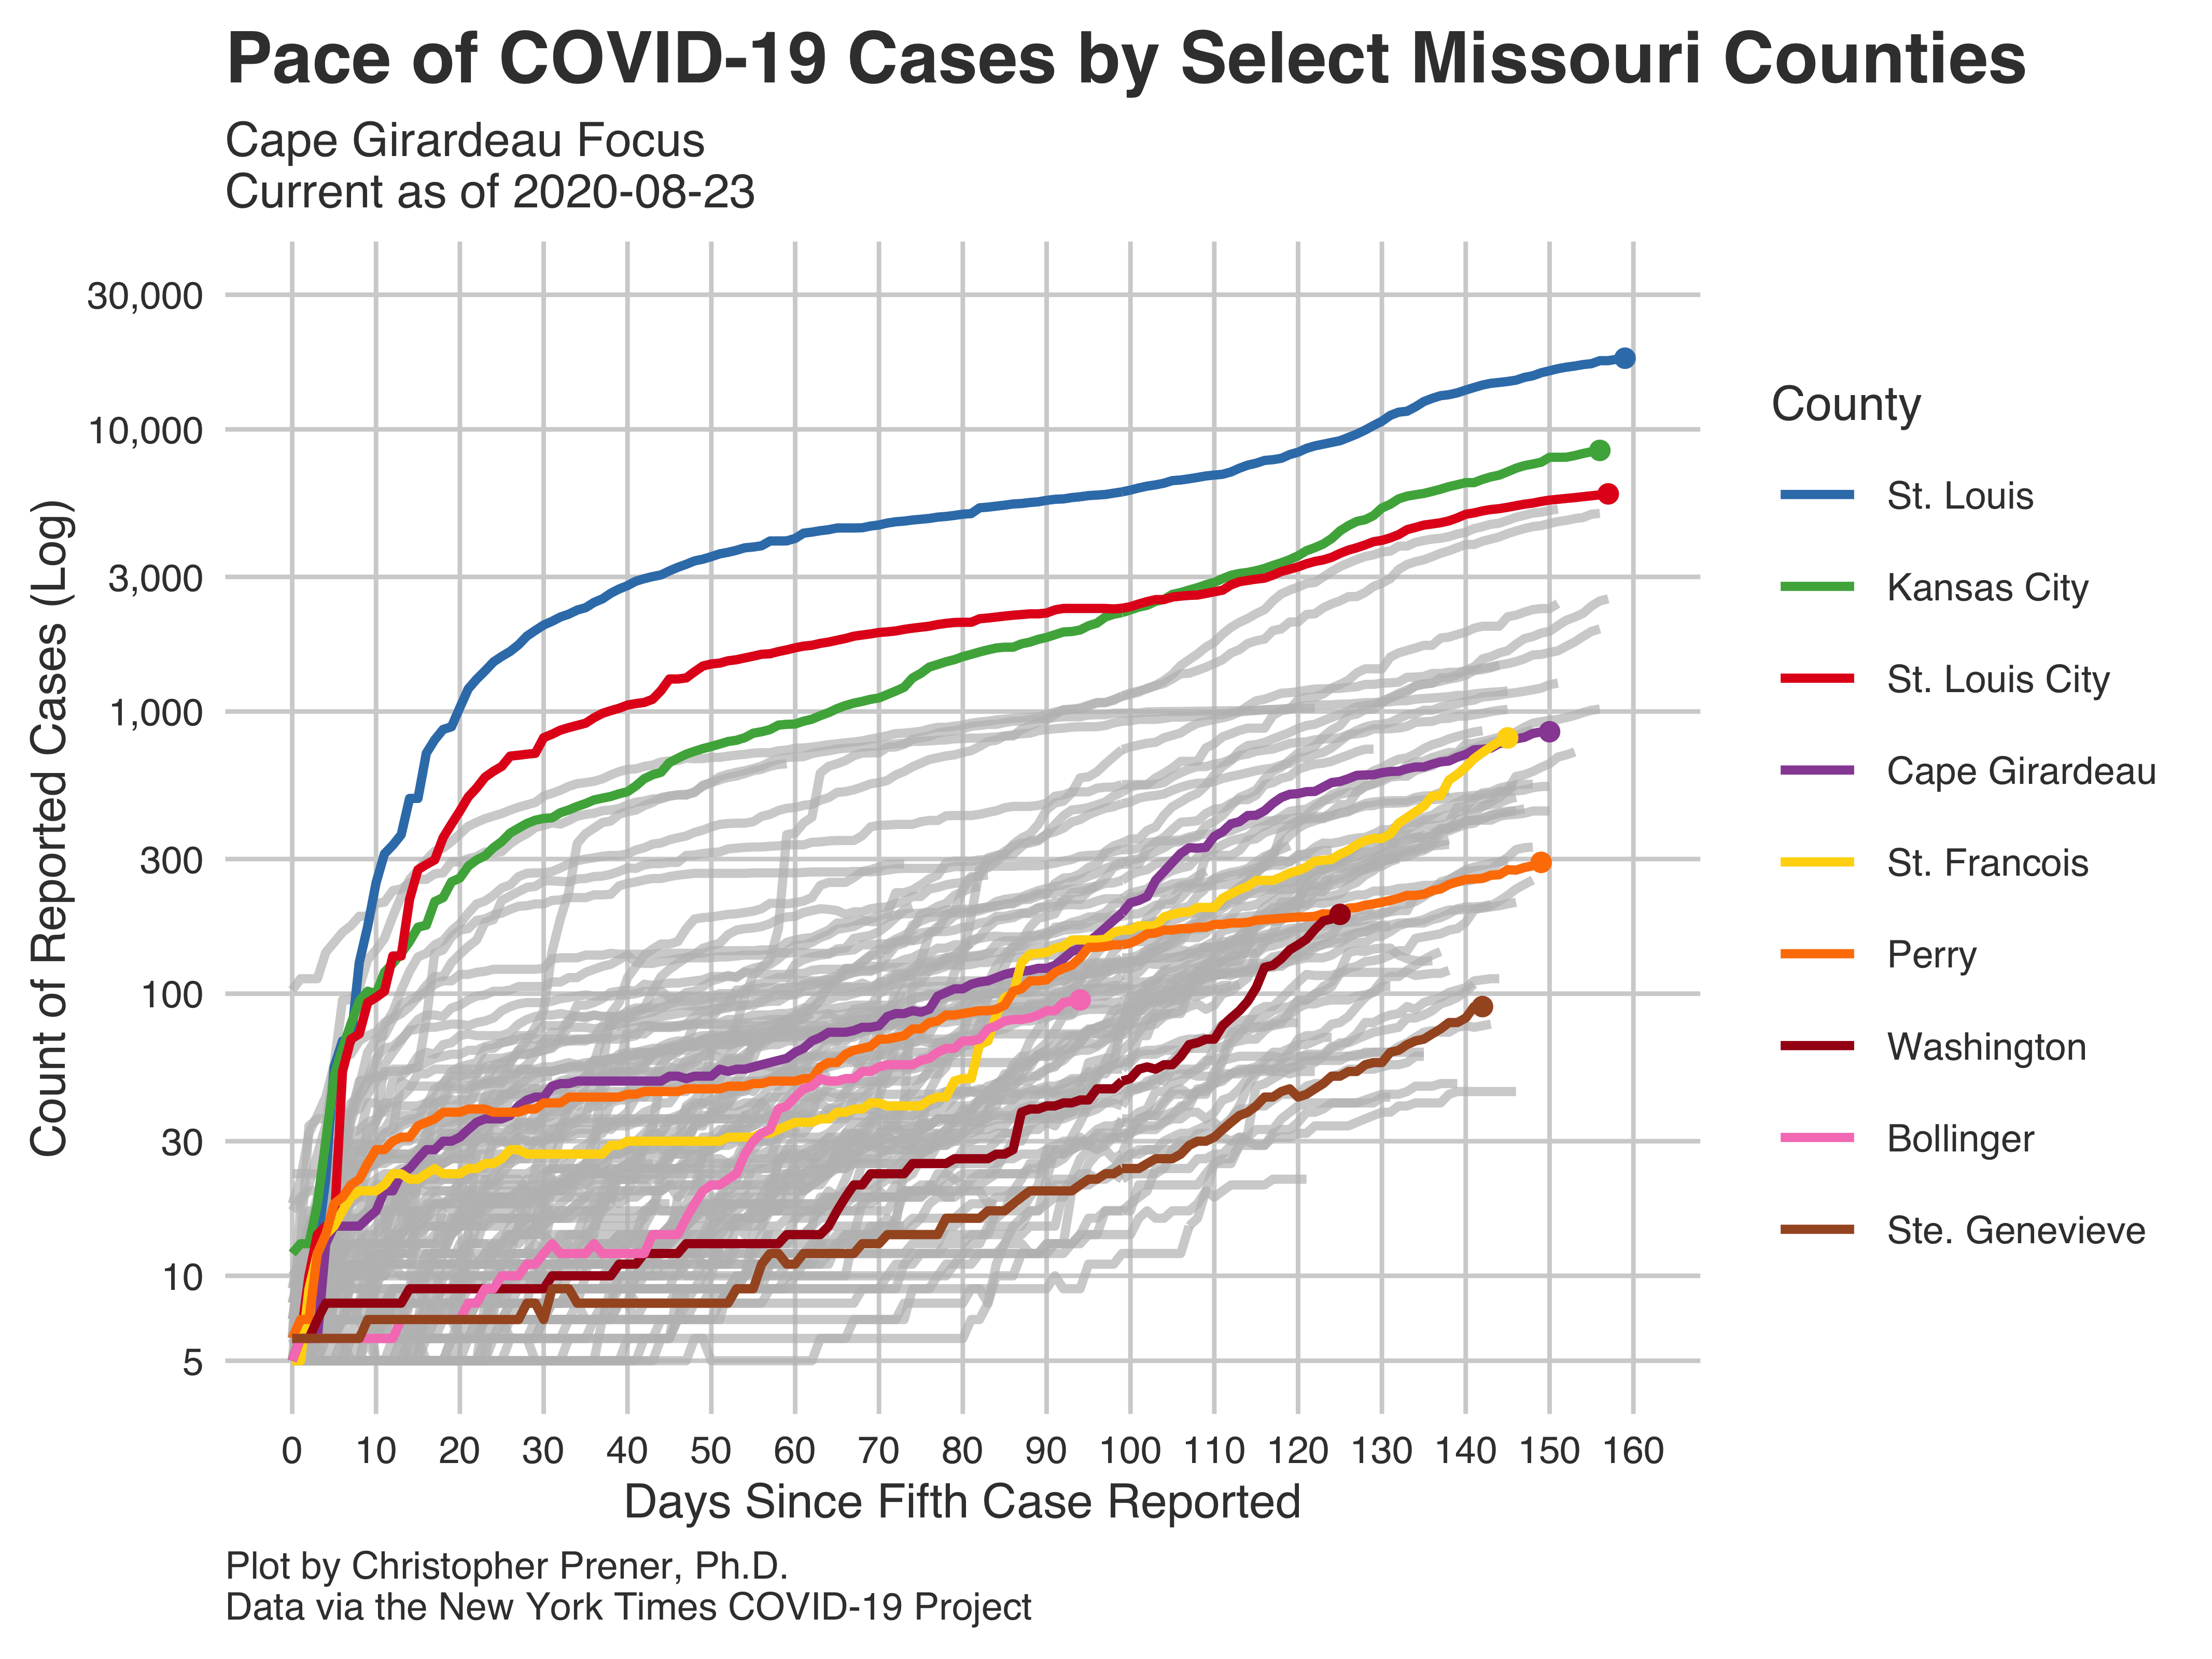 Pace of COVID-19 Cases by Select Missouri Counties
Cape Girardeau Focus
Current as of 2020-08-23
30,000
10,000
3,000
1,000
300
100
30
10
5
Count of Reported Cases (Log)
0 10 20 30 40 50 60 70 80 90 100 110 120 130 140 150 160
Days Since Fifth Case Reported
County
St. Louis
Kansas City
St. Louis City
Cape Girardeau
St. Francois
Perry
Washington
Bollinger
Ste. Genevieve
Plot by Christopher Prener, Ph.D.
Data via the New York Times COVID-19 Project